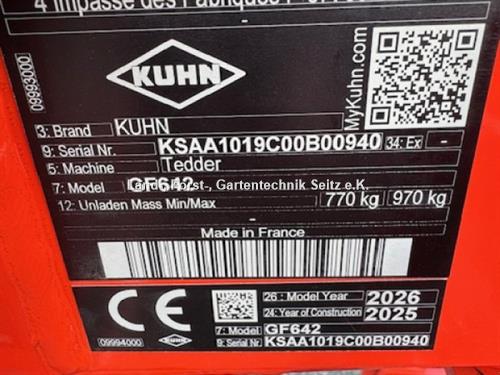 4 Impasse des Fabriques
KUHN
MyKuhn.com
09993000
3: Brand KUHN
9: Serial Nr. KSAA1019C00B00940 34: Ex -
5: Machine Tedder
7: Model GF642
Land-, Forst-, Gartentechnik Seitz e.K.
12: Unladen Mass Min/Max 770 kg 970 kg
-
Made in France
CE
26: Model Year 2026
24: Year of Construction 2025
7: Model GF642
09994000 KUHN 9: Serial Nr. KSAA1019C00B00940